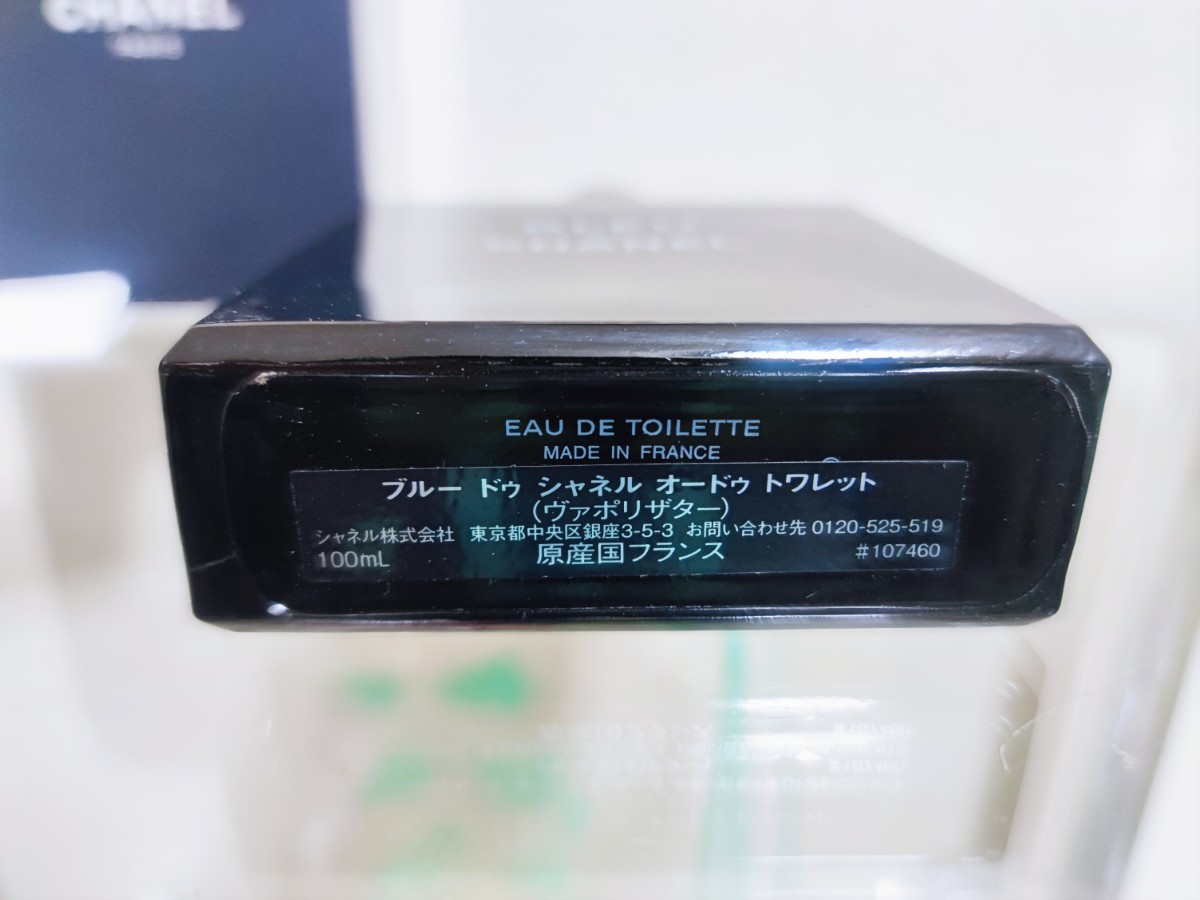 CHANEL
BLEU
CHANEL
EAU DE TOILETTE
MADE IN FRANCE
ブルー ドゥ シャネル オードゥ トワレット
(ヴァポリザター)
シャネル株式会社 東京都中央区銀座3-5-3 お問い合わせ先 0120-525-519
100mL 原産国フランス #107460